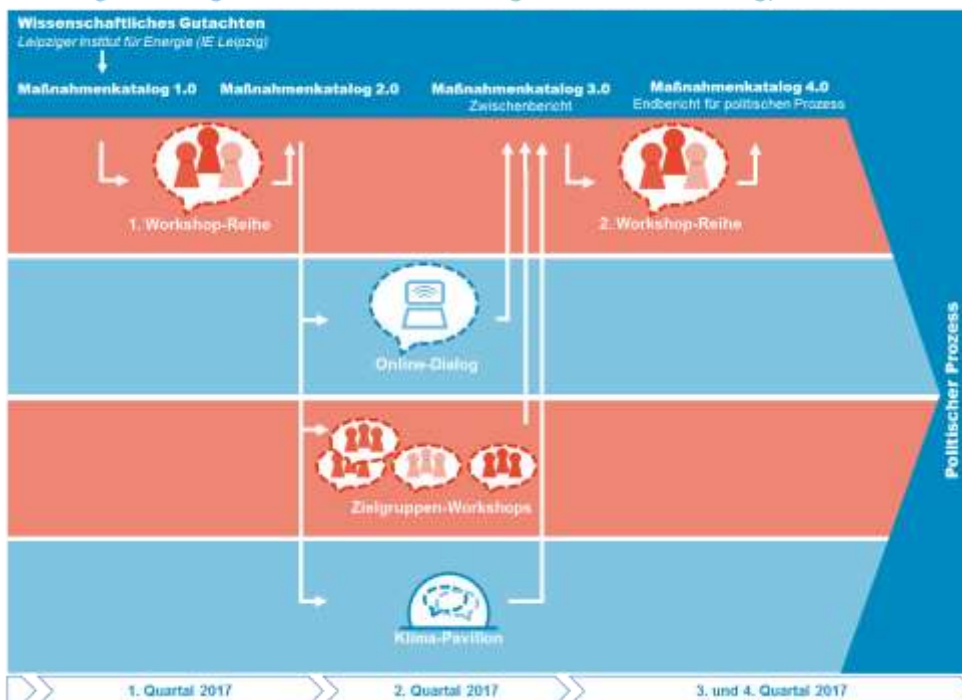 Wissenschaftliches Gutachten
Leipziger Institut für Energie (IE Leipzig)
Maßnahmenkatalog 1.0
Maßnahmenkatalog 2.0
Maßnahmenkatalog 3.0
Zwischenbericht
Maßnahmenkatalog 4.0
Endbericht für politischen Prozess
1. Workshop-Reihe
2. Workshop-Reihe
Online-Dialog
Zielgruppen-Workshops
Klima-Pavillon
Politischer Prozess
1. Quartal 2017
2. Quartal 2017
3. und 4. Quartal 2017